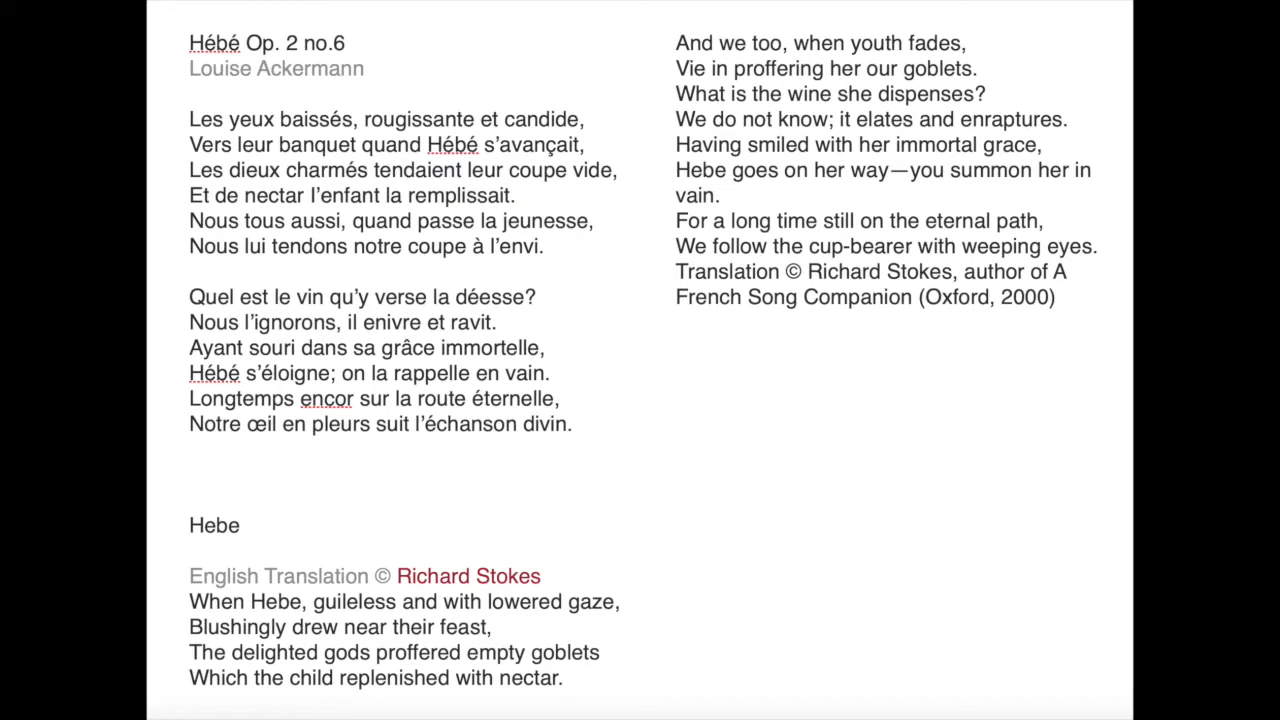 Hébé Op. 2 no.6
Louise Ackermann
Les yeux baissés, rougissante et candide,
Vers leur banquet quand Hébé s’avançait,
Les dieux charmés tendaient leur coupe vide,
Et de nectar l’enfant la remplissait.
Nous tous aussi, quand passe la jeunesse,
Nous lui tendons notre coupe à l’envi.
Quel est le vin qu’y verse la déesse?
Nous l’ignorons, il enivre et ravit.
Ayant souri dans sa grâce immortelle,
Hébé s’éloigne; on la rappelle en vain.
Longtemps encor sur la route éternelle,
Notre œil en pleurs suit l’échanson divin.
Hebe
English Translation © Richard Stokes
When Hebe, guileless and with lowered gaze,
Blushingly drew near their feast,
The delighted gods proffered empty goblets
Which the child replenished with nectar.
And we too, when youth fades,
Vie in proffering her our goblets.
What is the wine she dispenses?
We do not know; it elates and enraptures.
Having smiled with her immortal grace,
Hebe goes on her way—you summon her in
vain.
For a long time still on the eternal path,
We follow the cup-bearer with weeping eyes.
Translation © Richard Stokes, author of A
French Song Companion (Oxford, 2000)